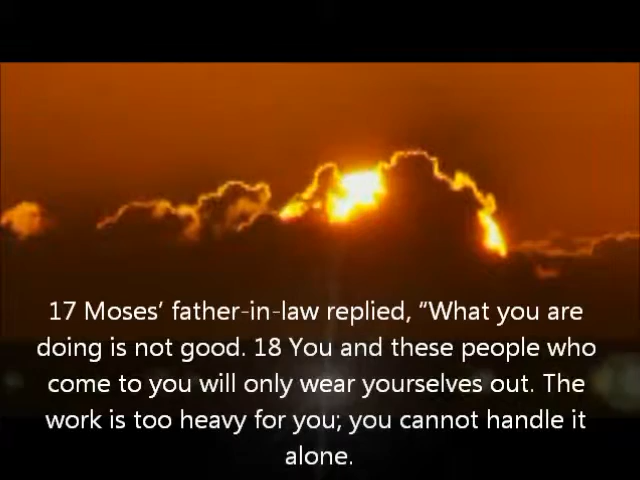 17 Moses’ father-in-law replied, “What you are
doing is not good. 18 You and these people who
come to you will only wear yourselves out. The
work is too heavy for you; you cannot handle it
alone.